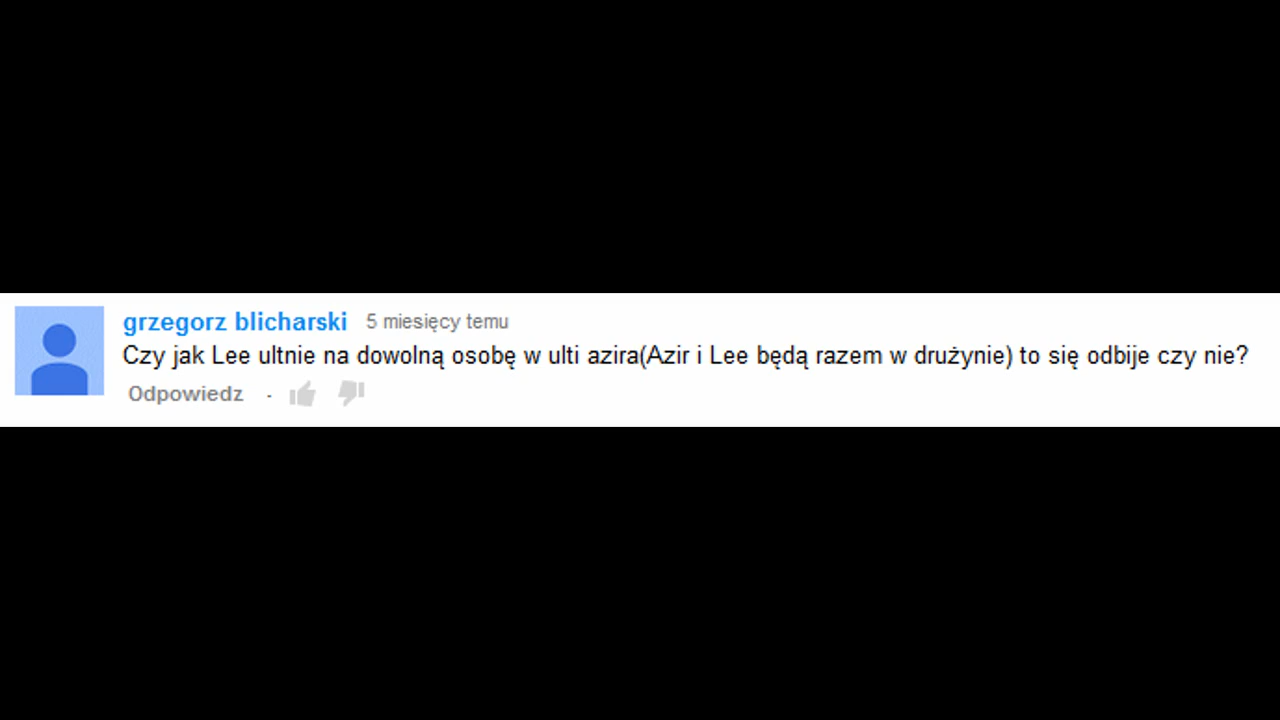 grzegorz blicharski 5 miesięcy temu
Czy jak Lee ultnie na dowolną osobę w ulti azira(Azir i Lee będą razem w drużynie) to się odbije czy nie?
Odpowiedz ·